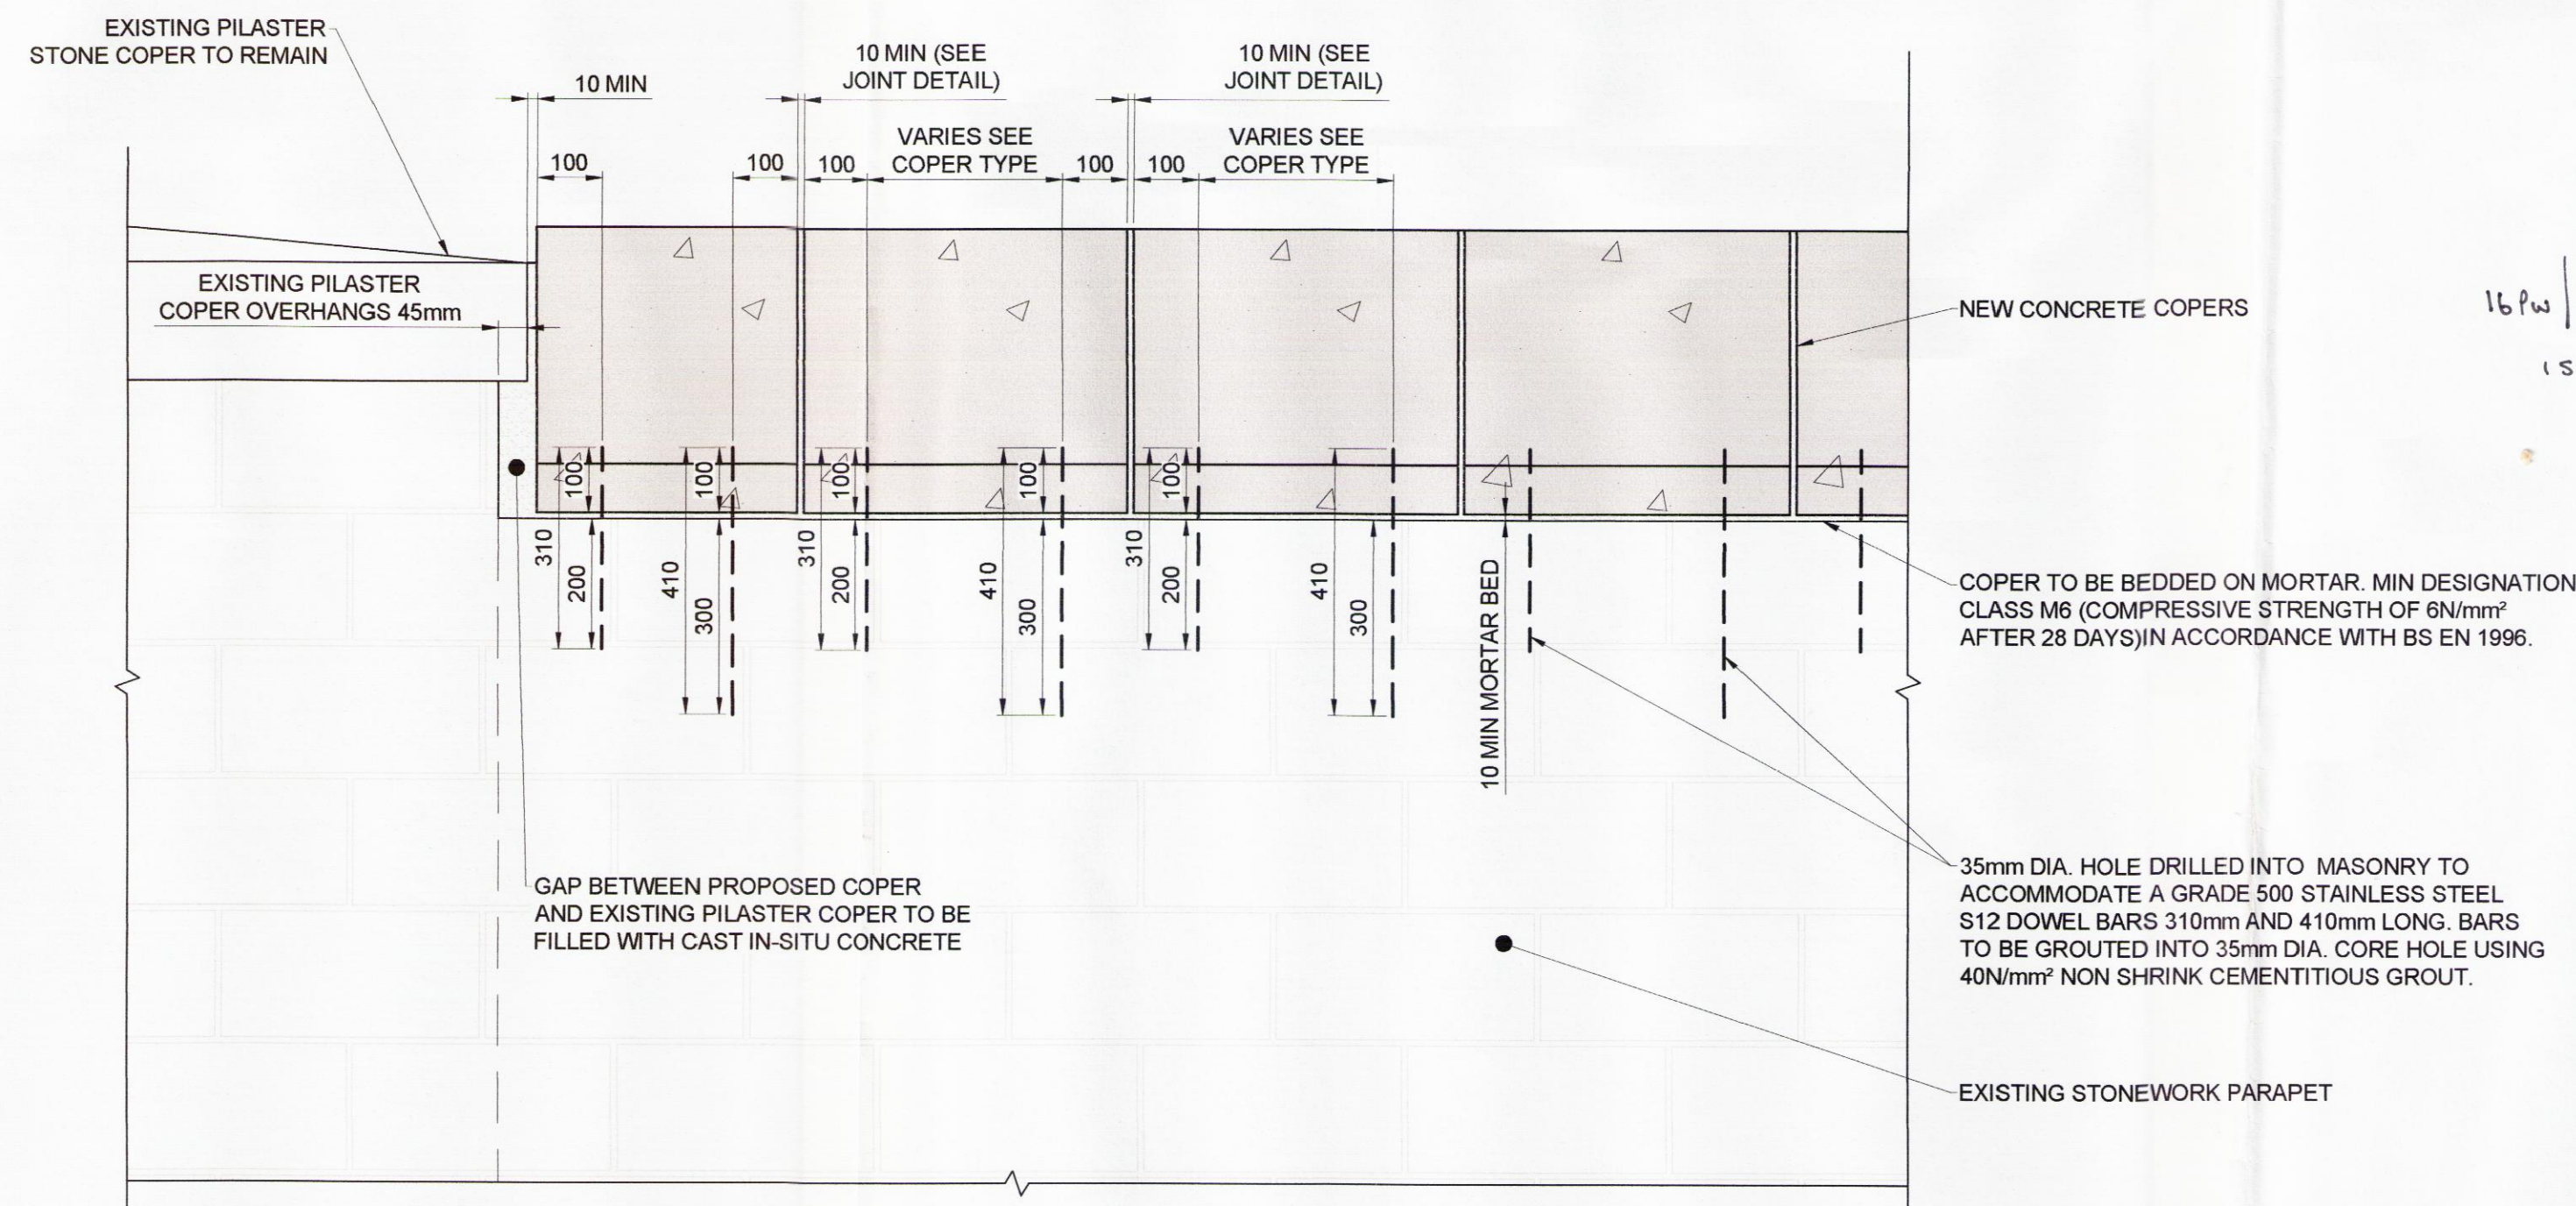 EXISTING PILASTER
STONE COPER TO REMAIN
10 MIN
10 MIN (SEE
JOINT DETAIL)
10 MIN (SEE
JOINT DETAIL)
VARIES SEE
COPER TYPE
VARIES SEE
COPER TYPE
100
100
100
100
100
EXISTING PILASTER
COPER OVERHANGS 45mm
NEW CONCRETE COPERS
16
100
100
100
100
100
310
200
410
300
310
200
410
300
310
200
410
300
10 MIN MORTAR BED
COPER TO BE BEDDED ON MORTAR. MIN DESIGNATION
CLASS M6 (COMPRESSIVE STRENGTH OF 6N/mm²
AFTER 28 DAYS)IN ACCORDANCE WITH BS EN 1996.
GAP BETWEEN PROPOSED COPER
AND EXISTING PILASTER COPER TO BE
FILLED WITH CAST IN-SITU CONCRETE
35mm DIA. HOLE DRILLED INTO MASONRY TO
ACCOMMODATE A GRADE 500 STAINLESS STEEL
S12 DOWEL BARS 310mm AND 410mm LONG. BARS
TO BE GROUTED INTO 35mm DIA. CORE HOLE USING
40N/mm² NON SHRINK CEMENTITIOUS GROUT.
EXISTING STONEWORK PARAPET